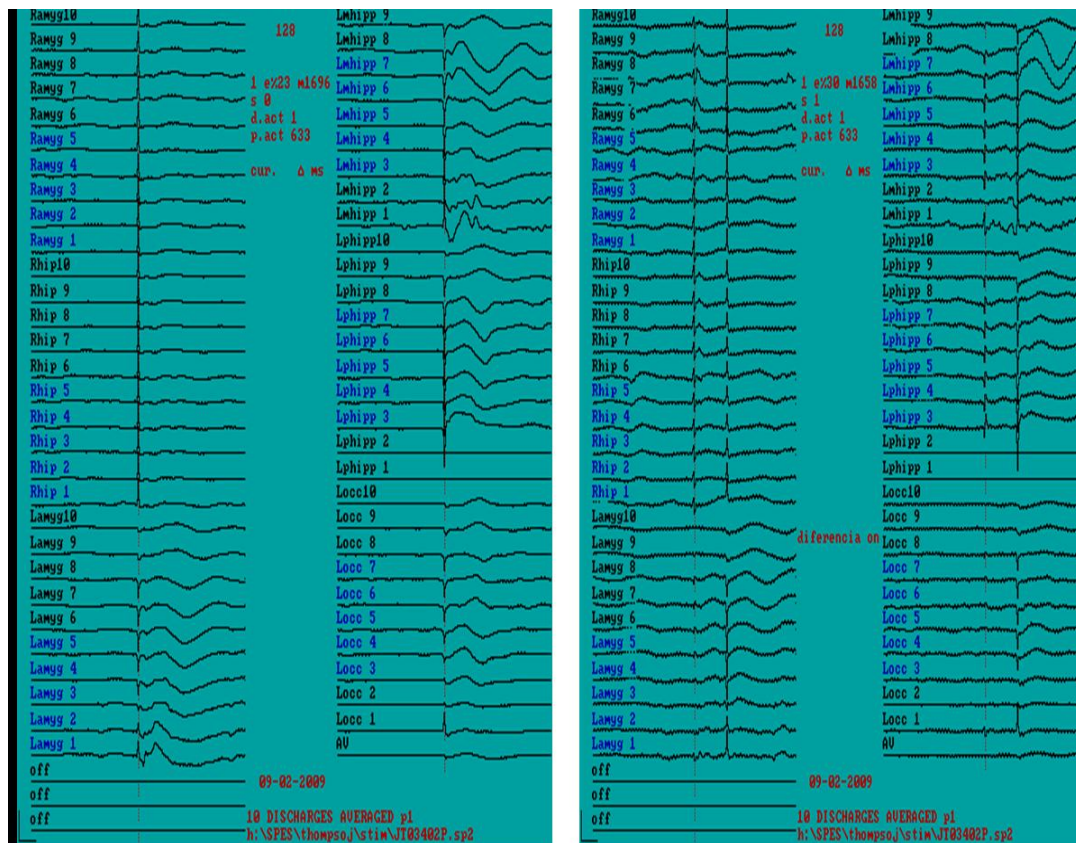 Ramyg10
Ramyg 9
Ramyg 8
Ramyg 7
Ramyg 6
Ramyg 5
Ramyg 4
Ramyg 3
Ramyg 2
Ramyg 1
Rhip10
Rhip 9
Rhip 8
Rhip 7
Rhip 6
Rhip 5
Rhip 4
Rhip 3
Rhip 2
Rhip 1
Lamyg10
Lamyg 9
Lamyg 8
Lamyg 7
Lamyg 6
Lamyg 5
Lamyg 4
Lamyg 3
Lamyg 2
Lamyg 1
off
off
off
128
1 e%23 m1696
s 0
d.act 1
p.act 633
cur. Δ ms
09-02-2009
10 DISCHARGES AVERAGED p1
h:\SPES\thompsoj\stim\JT03402P.sp2
Lmhipp 9
Lmhipp 8
Lmhipp 7
Lmhipp 6
Lmhipp 5
Lmhipp 4
Lmhipp 3
Lmhipp 2
Lmhipp 1
Lphipp10
Lphipp 9
Lphipp 8
Lphipp 7
Lphipp 6
Lphipp 5
Lphipp 4
Lphipp 3
Lphipp 2
Lphipp 1
Locc10
Locc 9
Locc 8
Locc 7
Locc 6
Locc 5
Locc 4
Locc 3
Locc 2
Locc 1
AV
Ramyg10
Ramyg 9
Ramyg 8
Ramyg 7
Ramyg 6
Ramyg 5
Ramyg 4
Ramyg 3
Ramyg 2
Ramyg 1
Rhip10
Rhip 9
Rhip 8
Rhip 7
Rhip 6
Rhip 5
Rhip 4
Rhip 3
Rhip 2
Rhip 1
Lamyg10
Lamyg 9
Lamyg 8
Lamyg 7
Lamyg 6
Lamyg 5
Lamyg 4
Lamyg 3
Lamyg 2
Lamyg 1
off
off
off
128
1 e%30 m1658
s 1
d.act 1
p.act 633
cur. Δ ms
diferencia on
09-02-2009
10 DISCHARGES AVERAGED p1
h:\SPES\thompsoj\stim\JT03402P.sp2
Lmhipp 9
Lmhipp 8
Lmhipp 7
Lmhipp 6
Lmhipp 5
Lmhipp 4
Lmhipp 3
Lmhipp 2
Lmhipp 1
Lphipp10
Lphipp 9
Lphipp 8
Lphipp 7
Lphipp 6
Lphipp 5
Lphipp 4
Lphipp 3
Lphipp 2
Lphipp 1
Locc10
Locc 9
Locc 8
Locc 7
Locc 6
Locc 5
Locc 4
Locc 3
Locc 2
Locc 1
AV